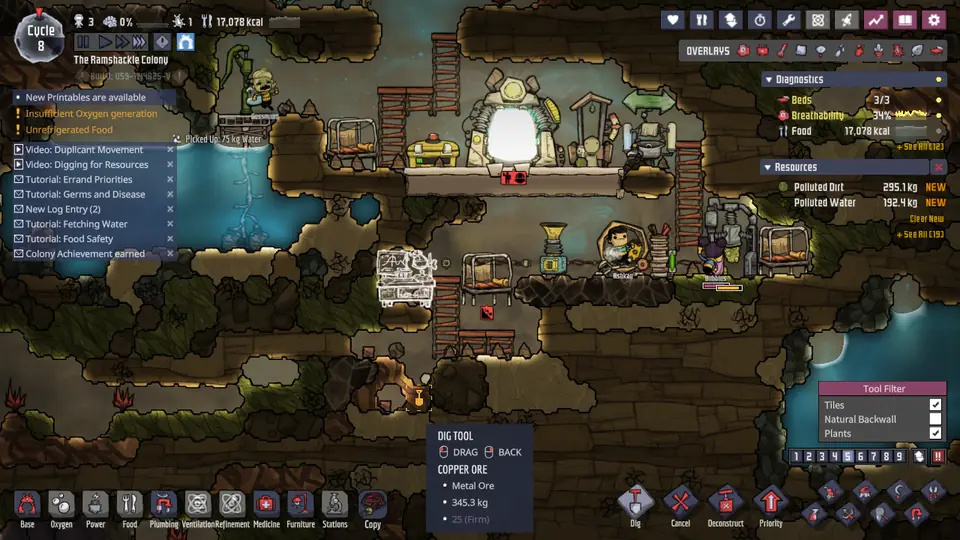 Cycle
8
3
0%
1
17,078 kcal
The Ramshackle Colony
New Printables are available
Insufficient Oxygen generation
Unrefrigerated Food
Picked Up: 75 kg Water
Video: Duplicant Movement
Video: Digging for Resources
Tutorial: Errand Priorities
Tutorial: Germs and Disease
New Log Entry (2)
Tutorial: Fetching Water
Tutorial: Food Safety
Colony Achievement earned
OVERLAYS
Diagnostics
Beds 3/3
Breathability 34%
Food 17,078 kcal
+ See All (12)
Resources
Polluted Dirt 295.1 kg NEW
Polluted Water 192.4 kg NEW
Clear New
+ See All (19)
Tool Filter
Tiles
Natural Backwall
Plants
1 2 3 4 5 6 7 8 9 !!
DIG TOOL
DRAG BACK
COPPER ORE
Metal Ore
345.3 kg
25 (Firm)
Base Oxygen Power Food Plumbing Ventilation Refinement Medicine Furniture Stations Copy
Dig Cancel Deconstruct Priority